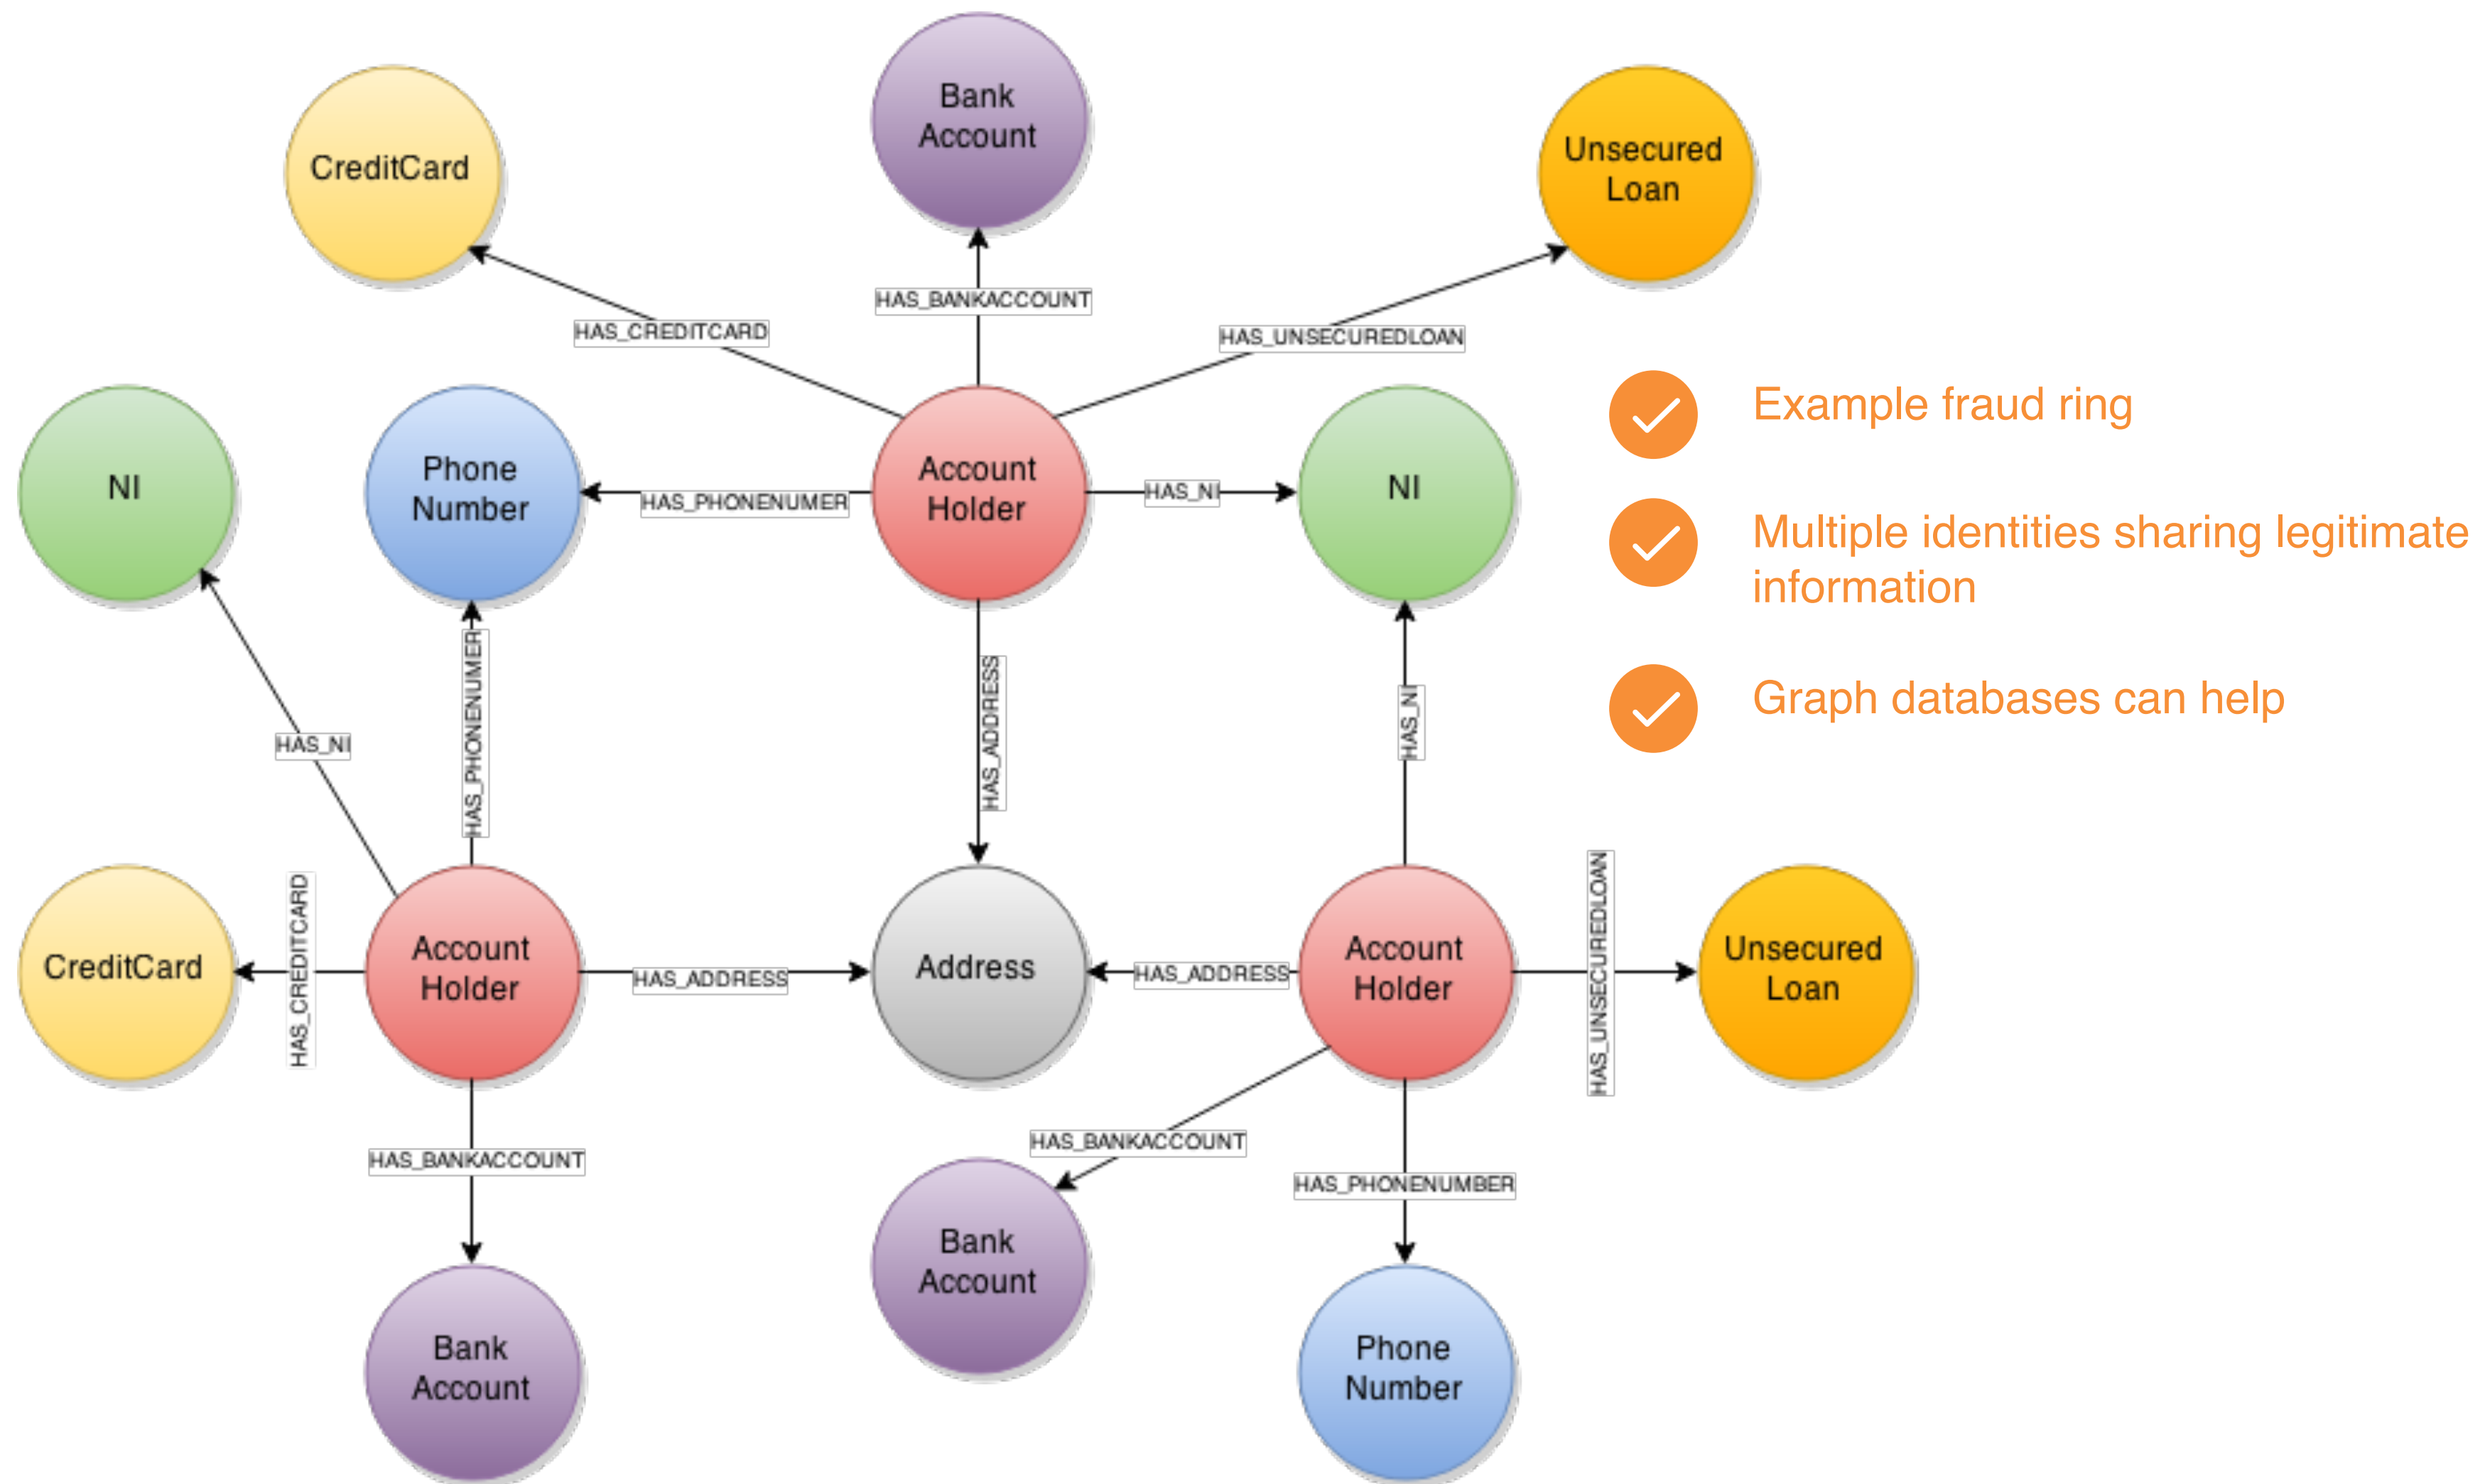 Bank
Account
CreditCard
Unsecured
Loan
HAS_BANKACCOUNT
HAS_CREDITCARD
HAS_UNSECUREDLOAN
Example fraud ring
NI
Phone
Number
HAS_PHONENUMER
Account
Holder
HAS_NI
NI
Multiple identities sharing legitimate
information
Graph databases can help
HAS_NI
HAS_PHONENUMER
HAS_ADDRESS
HAS_NI
CreditCard
HAS_CREDITCARD
Account
Holder
HAS_ADDRESS
Address
HAS_ADDRESS
Account
Holder
HAS_UNSECUREDLOAN
Unsecured
Loan
HAS_BANKACCOUNT
HAS_BANKACCOUNT
HAS_PHONENUMBER
Bank
Account
Bank
Account
Phone
Number